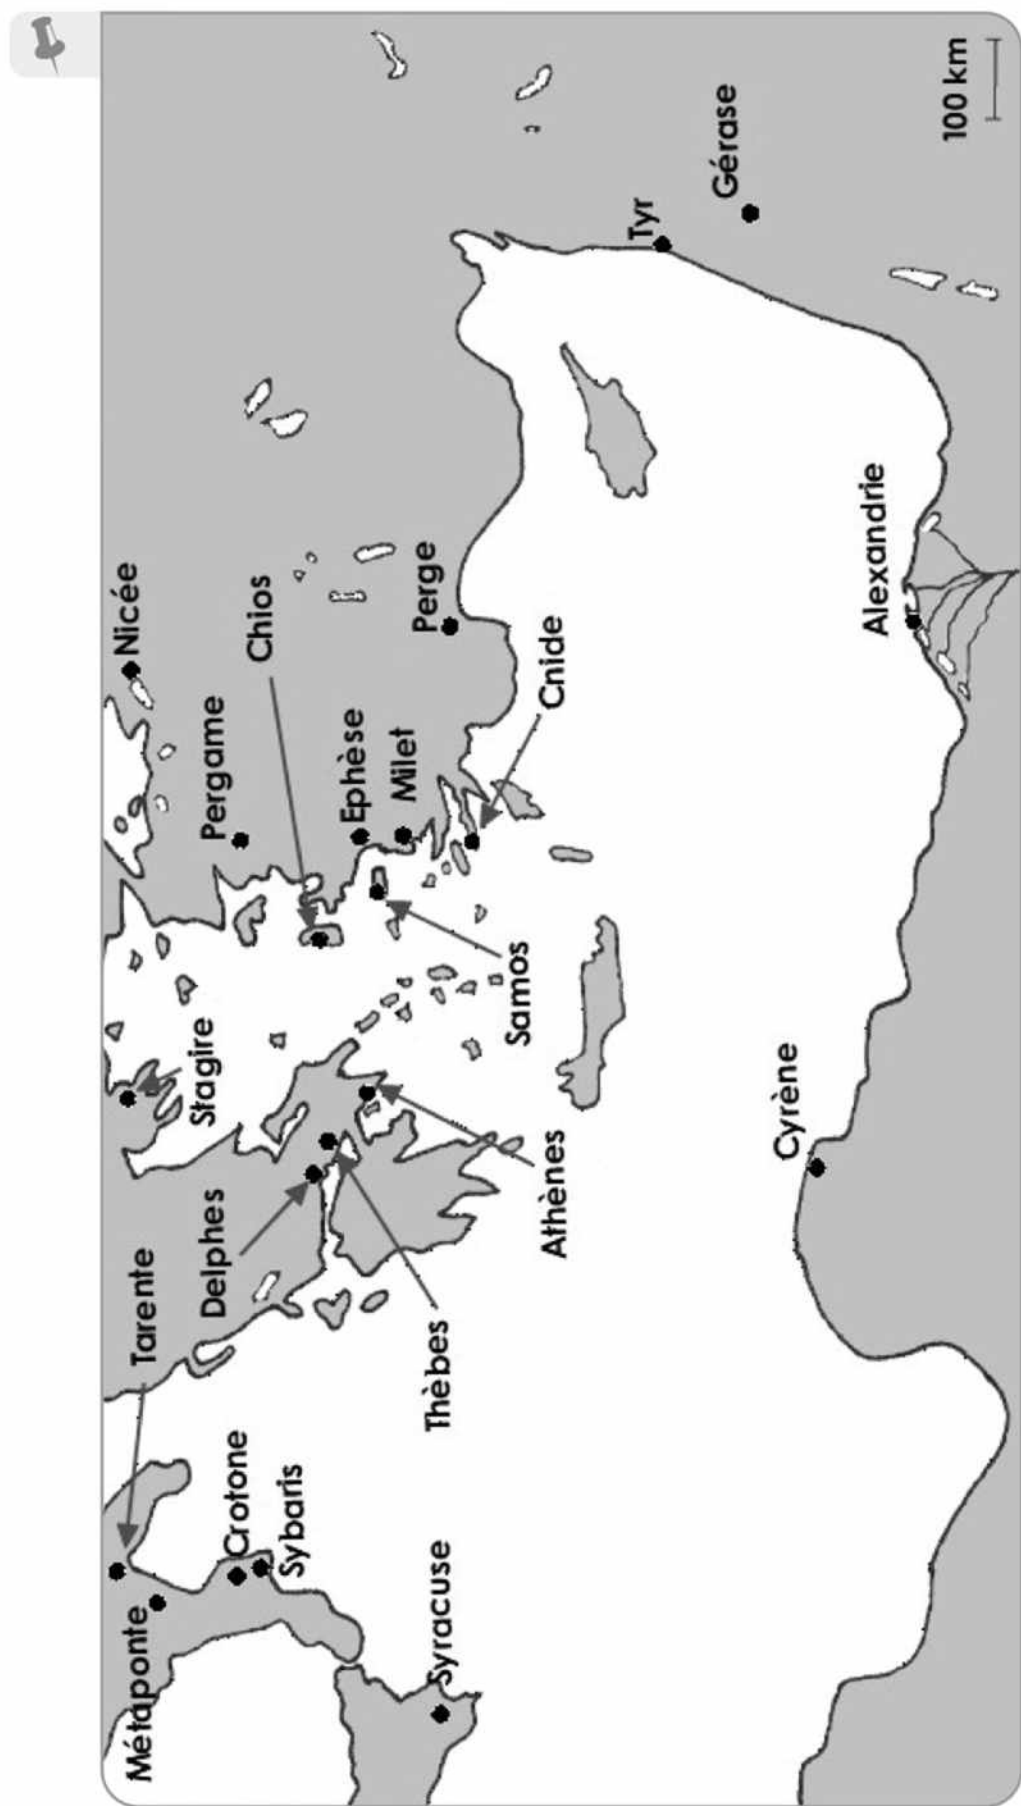 Métaponte
Tarente
Crotone
Sybaris
Syracuse
Delphes
Thèbes
Athènes
Stagire
Samos
Chios
Pergame
Nicée
Ephèse
Milet
Cnide
Perge
Cyrène
Alexandrie
Tyr
Gérase
100 km